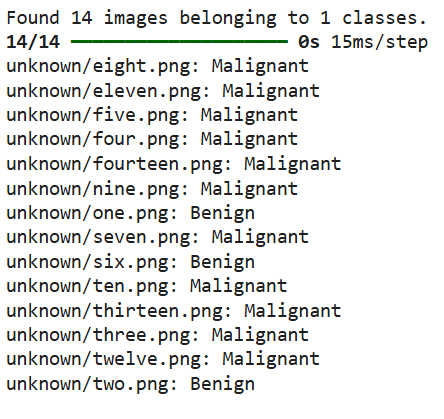 Found 14 images belonging to 1 classes.
14/14 ━━━━━━━━━━━━━━━━━━━━ 0s 15ms/step
unknown/eight.png: Malignant
unknown/eleven.png: Malignant
unknown/five.png: Malignant
unknown/four.png: Malignant
unknown/fourteen.png: Malignant
unknown/nine.png: Malignant
unknown/one.png: Benign
unknown/seven.png: Malignant
unknown/six.png: Benign
unknown/ten.png: Malignant
unknown/thirteen.png: Malignant
unknown/three.png: Malignant
unknown/twelve.png: Malignant
unknown/two.png: Benign